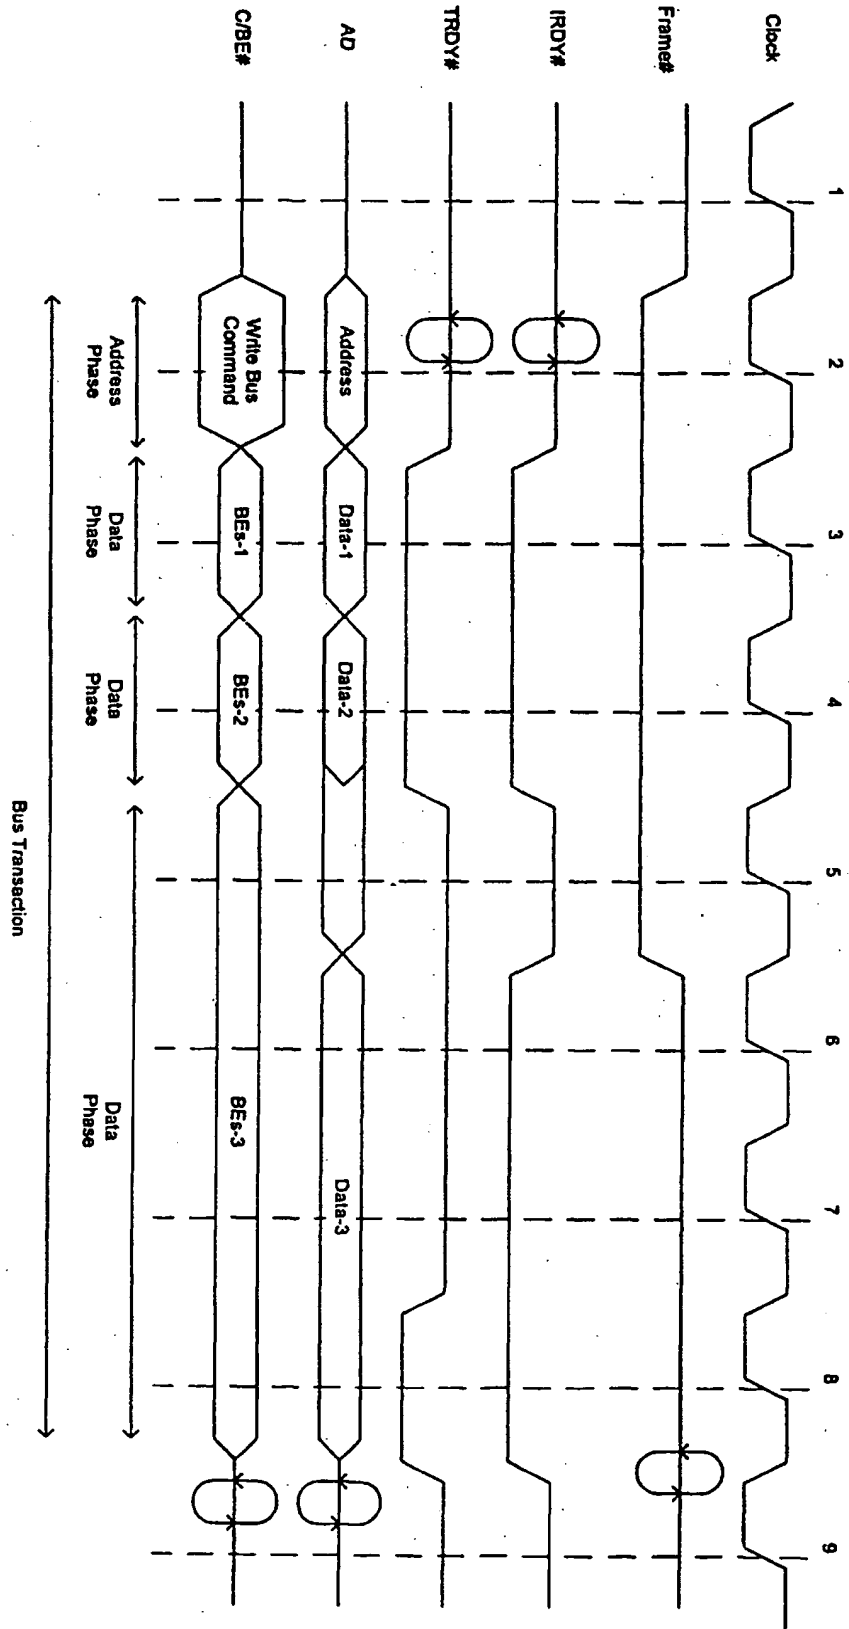 1 2 3 4 5 6 7 8 9
Clock
Frame#
IRDY#
TRDY#
AD
Address
Data-1
Data-2
Data-3
C/BE#
Write Bus
Command
BEs-1
BEs-2
BEs-3
Address
Phase
Data
Phase
Data
Phase
Data
Phase
Bus Transaction